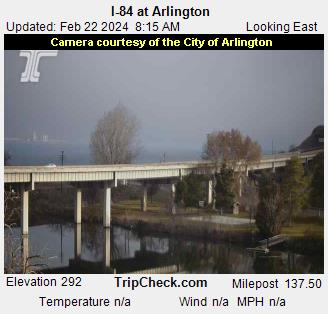 I-84 at Arlington
Updated: Feb 22 2024 8:15 AM Looking East
Camera courtesy of the City of Arlington
Elevation 292 TripCheck.com Milepost 137.50
Temperature n/a Wind n/a MPH n/a